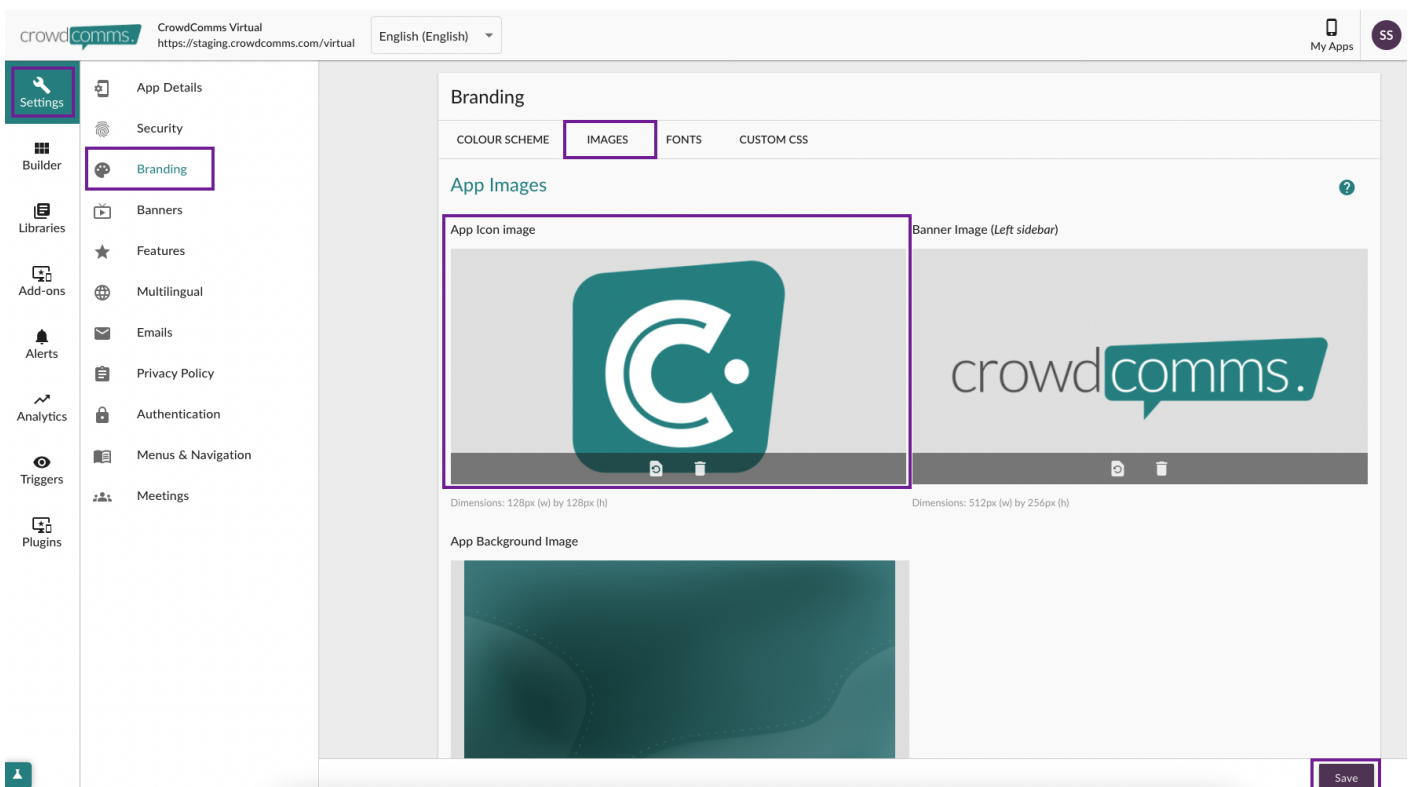 crowdcomms.
CrowdComms Virtual
https://staging.crowdcomms.com/virtual
English (English)
My Apps
SS
Settings
Builder
Libraries
Add-ons
Alerts
Analytics
Triggers
Plugins
App Details
Security
Branding
Banners
Features
Multilingual
Emails
Privacy Policy
Authentication
Menus & Navigation
Meetings
Branding
COLOUR SCHEME IMAGES FONTS CUSTOM CSS
App Images
?
App Icon image
Banner Image (Left sidebar)
C
crowdcomms.
Dimensions: 128px (w) by 128px (h)
Dimensions: 512px (w) by 256px (h)
App Background Image
Save